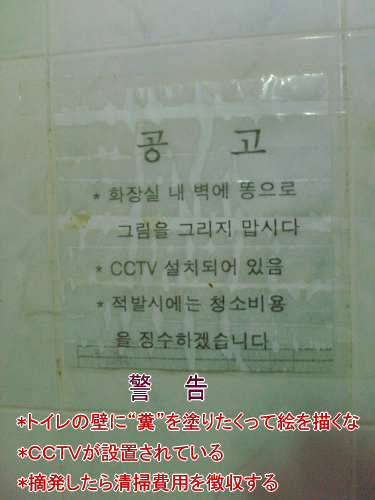 공 고
* 화장실 내 벽에 똥으로
그림을 그리지 맙시다
* CCTV 설치되어 있음
* 적발시에는 청소비용
을 징수하겠습니다
警 告
*トイレの壁に“糞”を塗りたくって絵を描くな
*CCTVが設置されている
*摘発したら清掃費用を徴収する